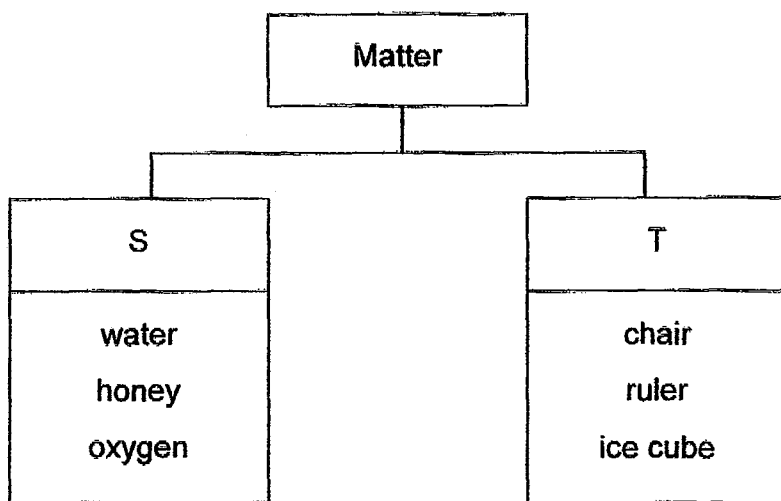 Matter
S
T
water
honey
oxygen
chair
ruler
ice cube